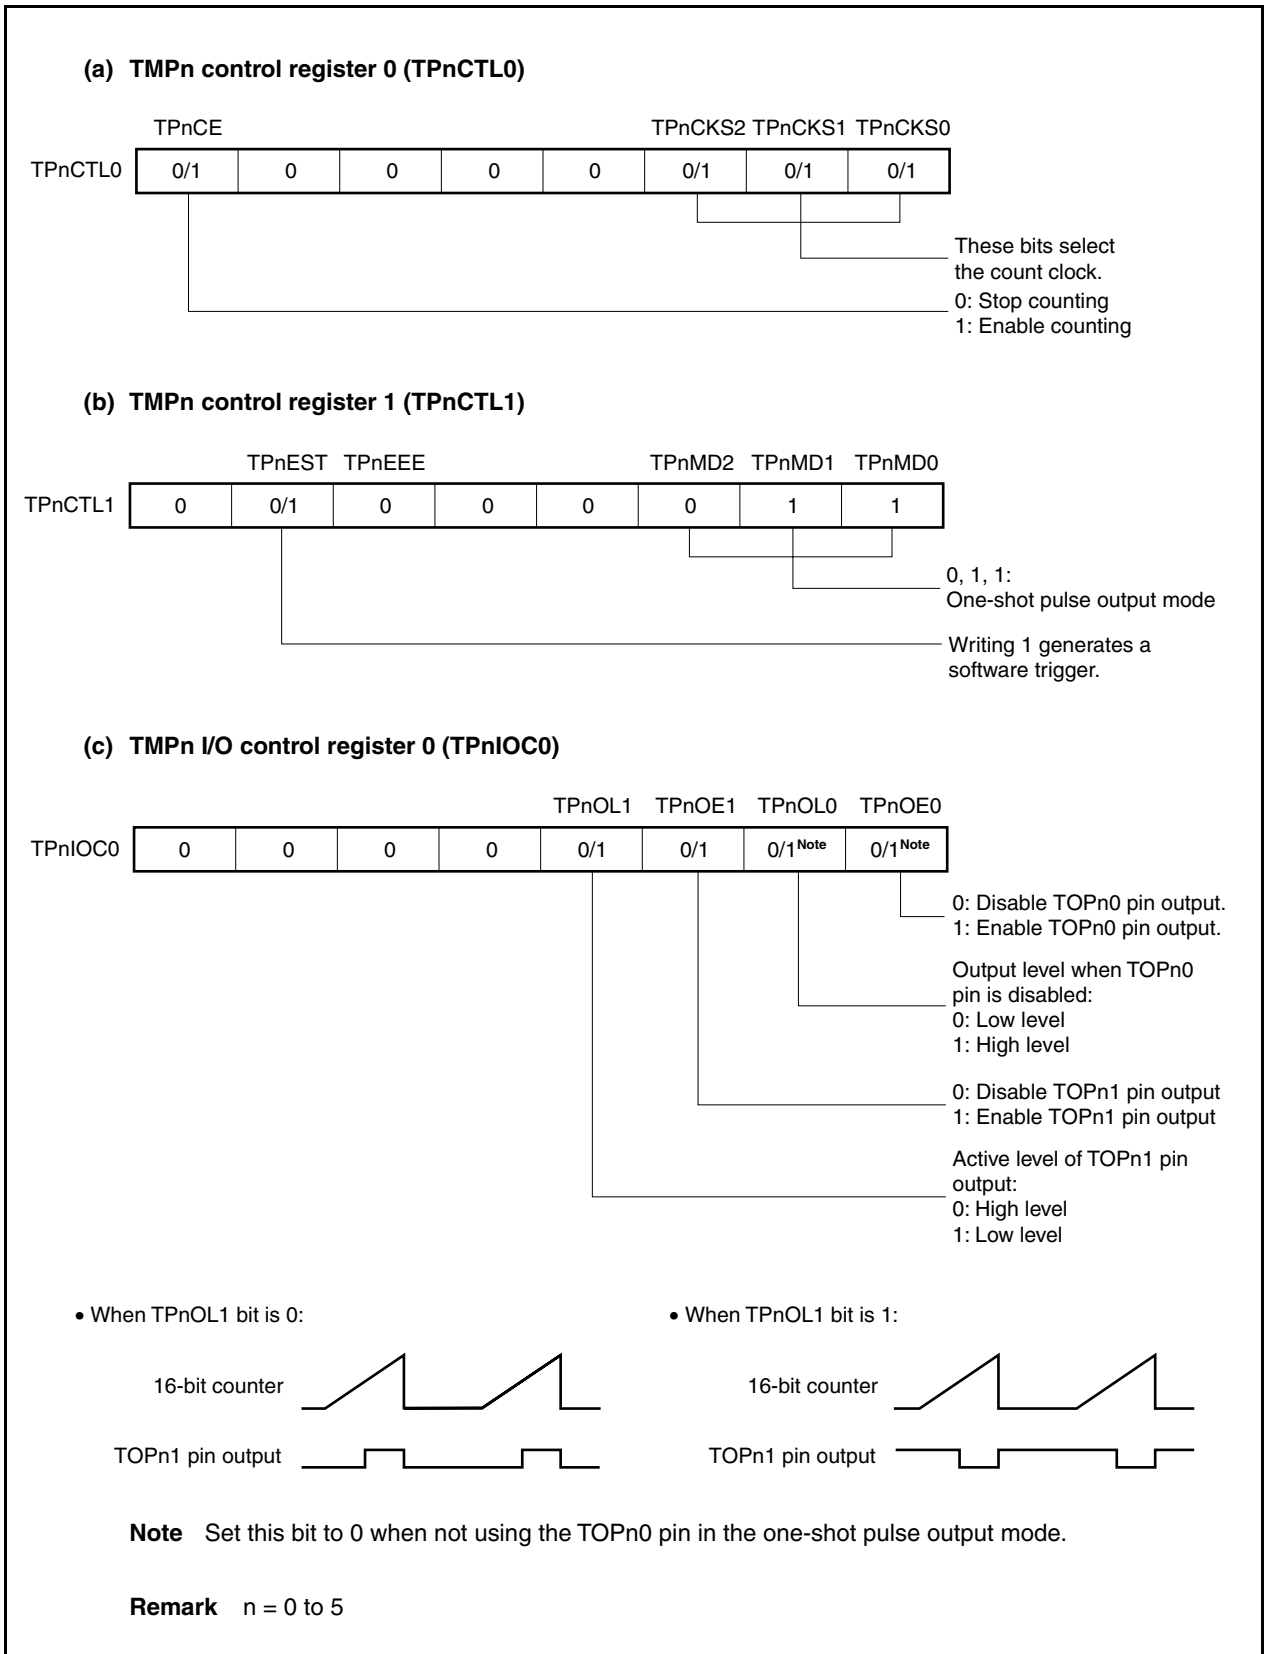 (a) TMPn control register 0 (TPnCTL0)
TPnCE TPnCKS2 TPnCKS1 TPnCKS0
TPnCTL0 0/1 0 0 0 0 0/1 0/1 0/1
These bits select
the count clock.
0: Stop counting
1: Enable counting
(b) TMPn control register 1 (TPnCTL1)
TPnEST TPnEEE TPnMD2 TPnMD1 TPnMD0
TPnCTL1 0 0/1 0 0 0 0 1 1
0, 1, 1:
One-shot pulse output mode
Writing 1 generates a
software trigger.
(c) TMPn I/O control register 0 (TPnIOC0)
TPnOL1 TPnOE1 TPnOL0 TPnOE0
TPnIOC0 0 0 0 0 0/1 0/1 0/1Note 0/1Note
0: Disable TOPn0 pin output.
1: Enable TOPn0 pin output.
Output level when TOPn0
pin is disabled:
0: Low level
1: High level
0: Disable TOPn1 pin output
1: Enable TOPn1 pin output
Active level of TOPn1 pin
output:
0: High level
1: Low level
• When TPnOL1 bit is 0: • When TPnOL1 bit is 1:
16-bit counter 16-bit counter
TOPn1 pin output TOPn1 pin output
Note Set this bit to 0 when not using the TOPn0 pin in the one-shot pulse output mode.
Remark n = 0 to 5